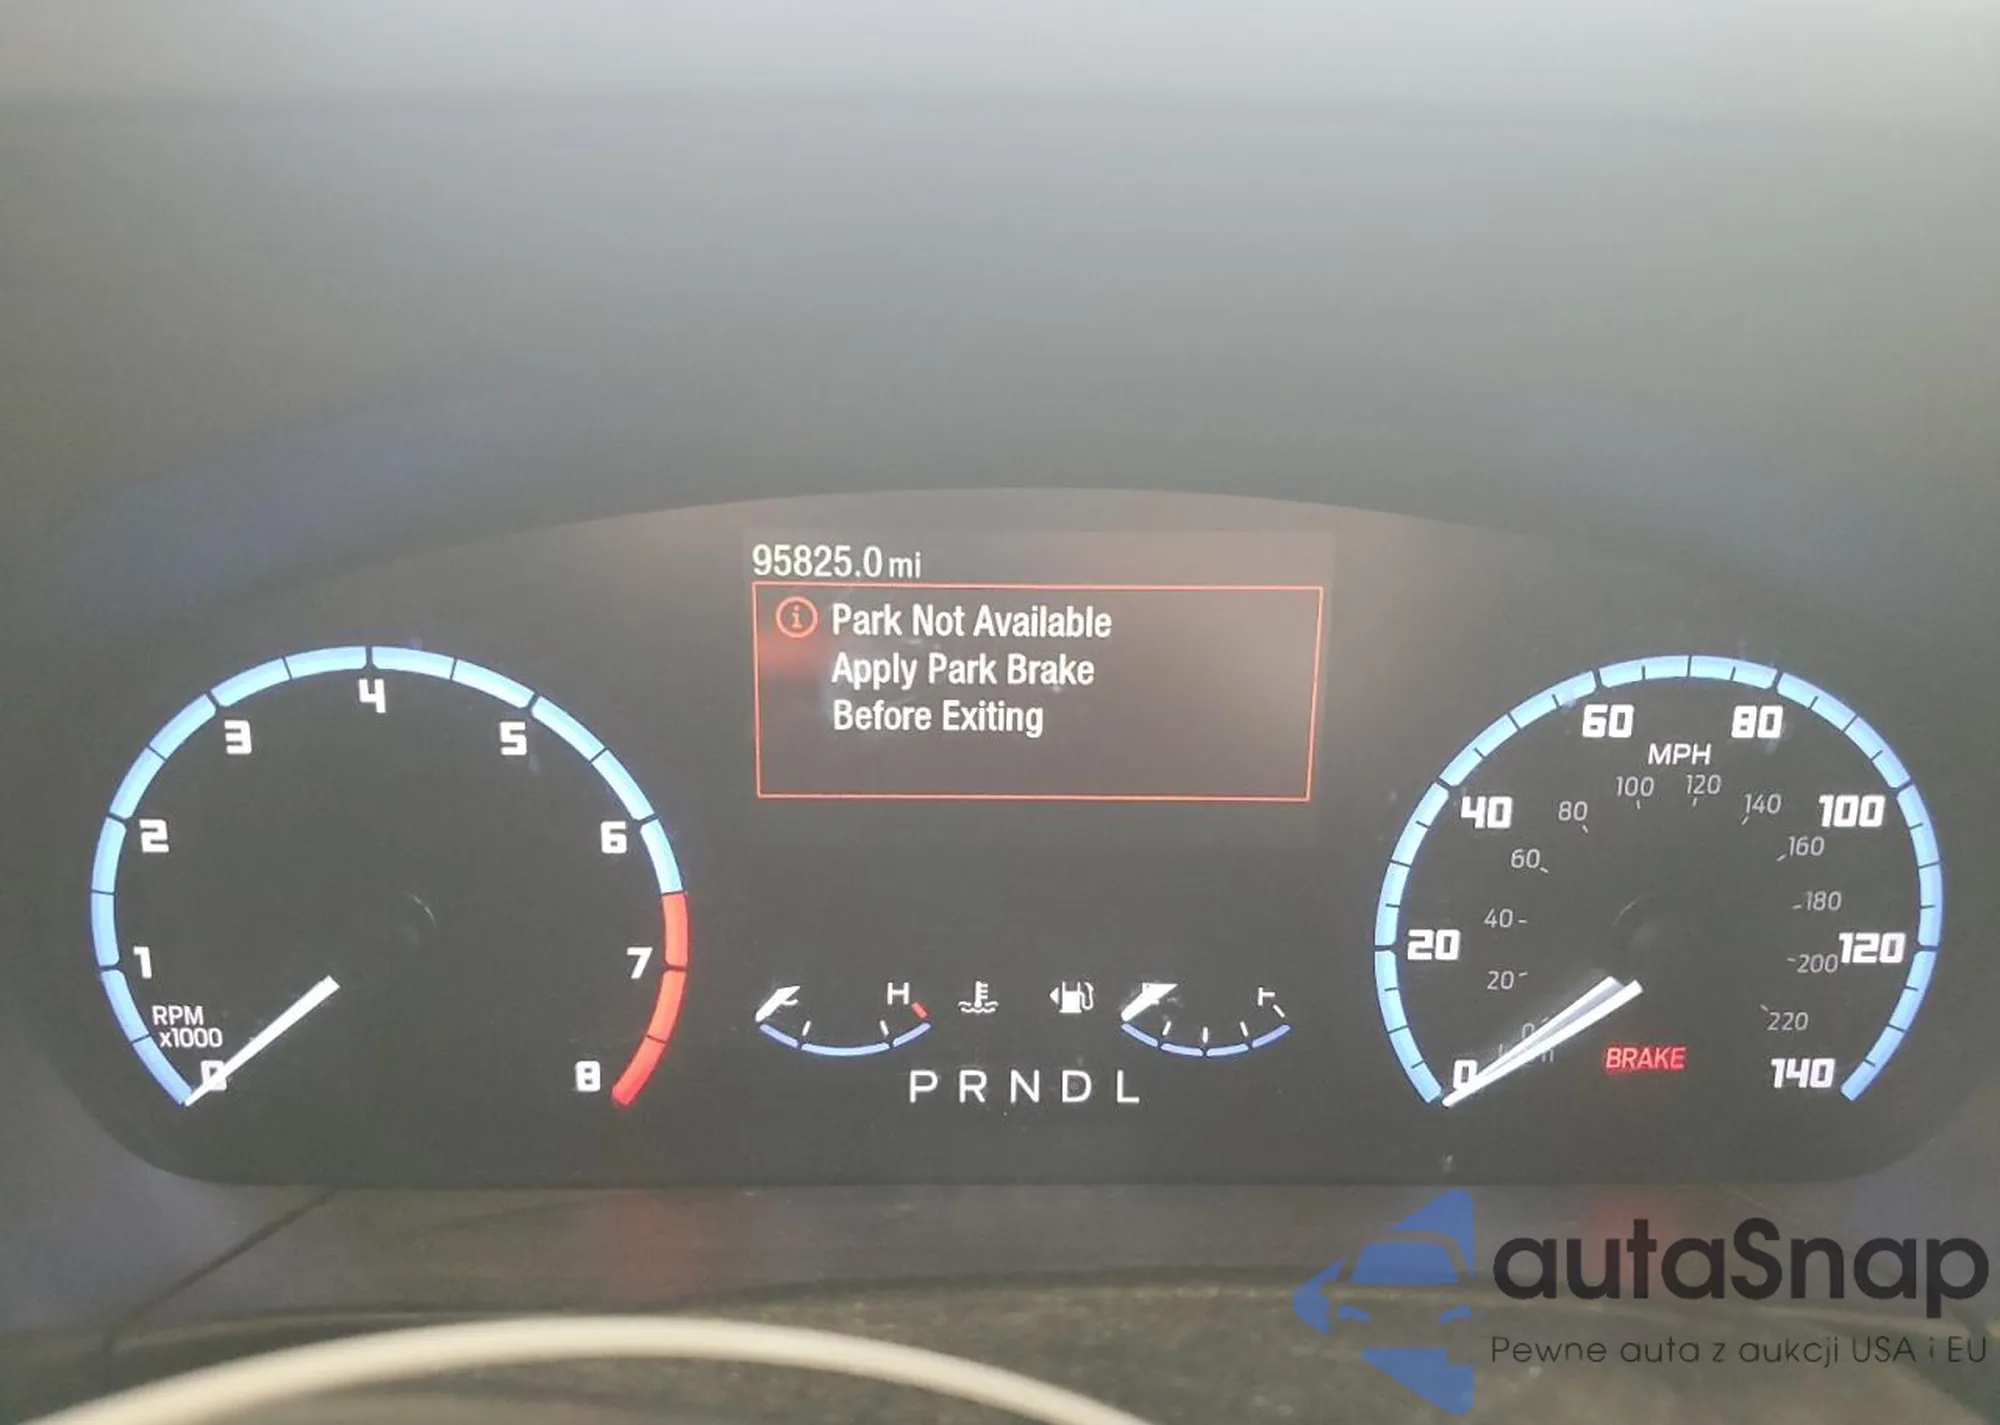 95825.0 mi
Park Not Available
Apply Park Brake
Before Exiting
4
3
5
2
6
1
7
RPM
x1000
0
8
H
PRNDL
60
80
MPH
100
120
40
80
140
100
60
160
40
180
20
200
120
20
220
0
0
BRAKE
140
autaSnap
Pewne auta z aukcji USA i EU